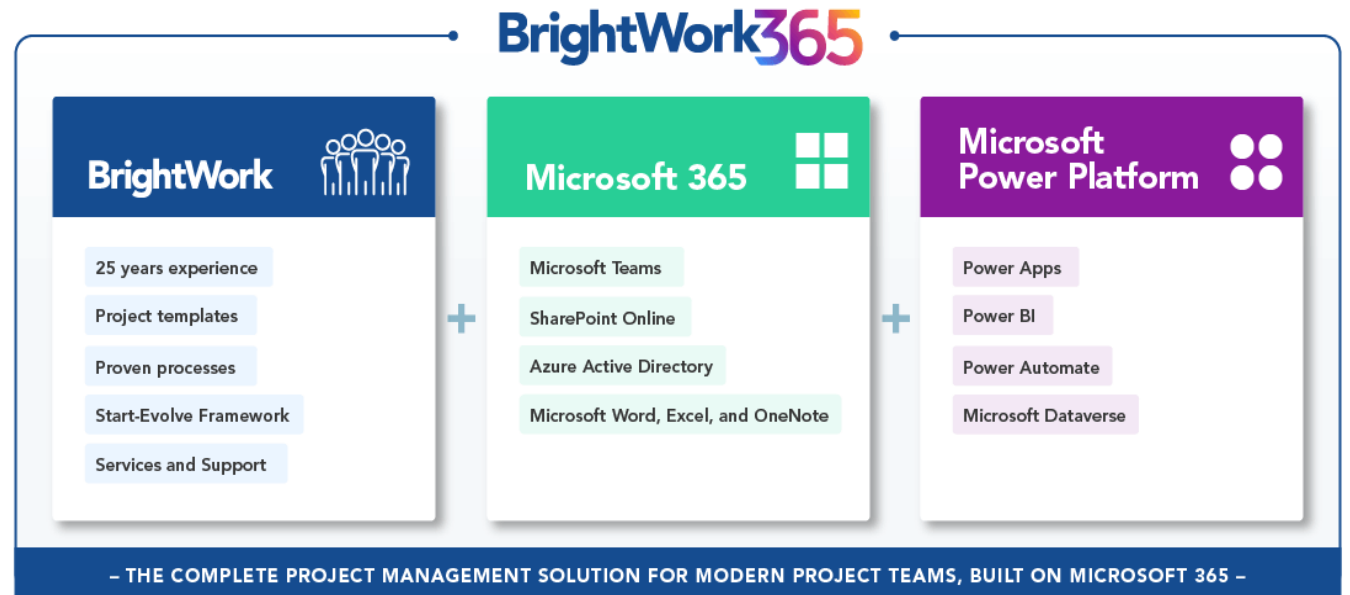 BrightWork365
BrightWork
25 years experience
Project templates
Proven processes
Start-Evolve Framework
Services and Support
+
Microsoft 365
Microsoft Teams
SharePoint Online
Azure Active Directory
Microsoft Word, Excel, and OneNote
+
Microsoft
Power Platform
Power Apps
Power BI
Power Automate
Microsoft Dataverse
– THE COMPLETE PROJECT MANAGEMENT SOLUTION FOR MODERN PROJECT TEAMS, BUILT ON MICROSOFT 365 –